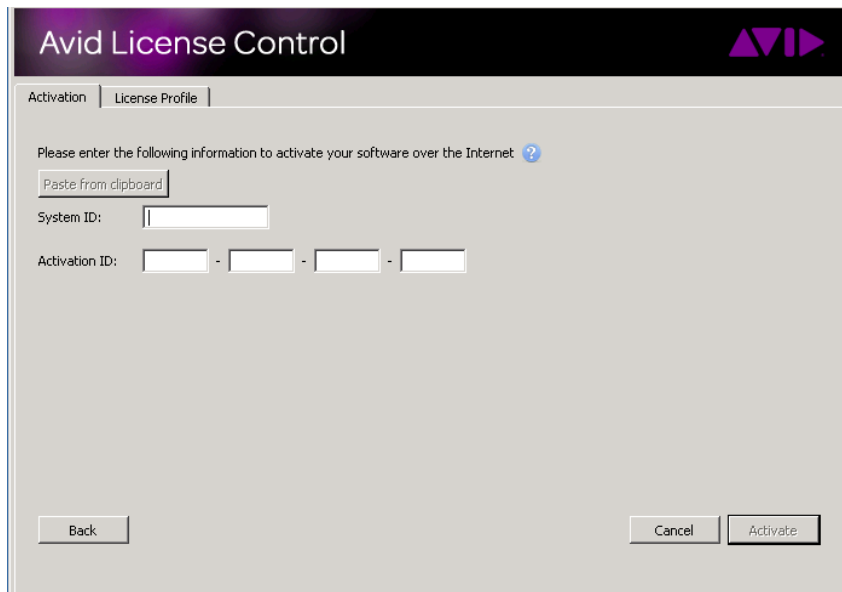 Avid License Control
AVID
Activation
License Profile
Please enter the following information to activate your software over the Internet ?
Paste from clipboard
System ID:
Activation ID: - - -
Back
Cancel
Activate